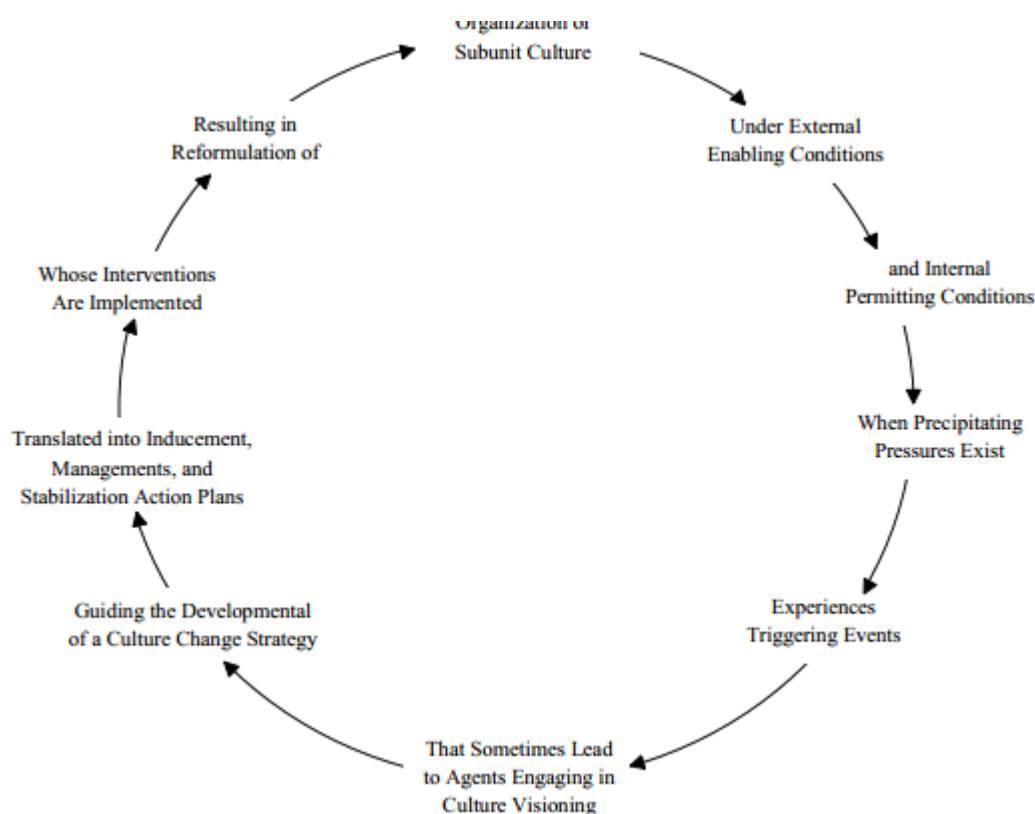 Organization of
Subunit Culture
Under External
Enabling Conditions
and Internal
Permitting Conditions
When Precipitating
Pressures Exist
Experiences
Triggering Events
That Sometimes Lead
to Agents Engaging in
Culture Visioning
Guiding the Developmental
of a Culture Change Strategy
Translated into Inducement,
Managements, and
Stabilization Action Plans
Whose Interventions
Are Implemented
Resulting in
Reformulation of